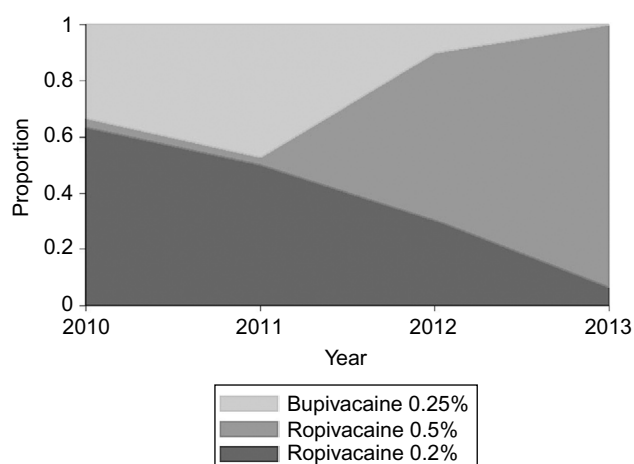 1
0.8
0.6
0.4
0.2
0
Proportion
2010 2011 2012 2013
Year
Bupivacaine 0.25%
Ropivacaine 0.5%
Ropivacaine 0.2%